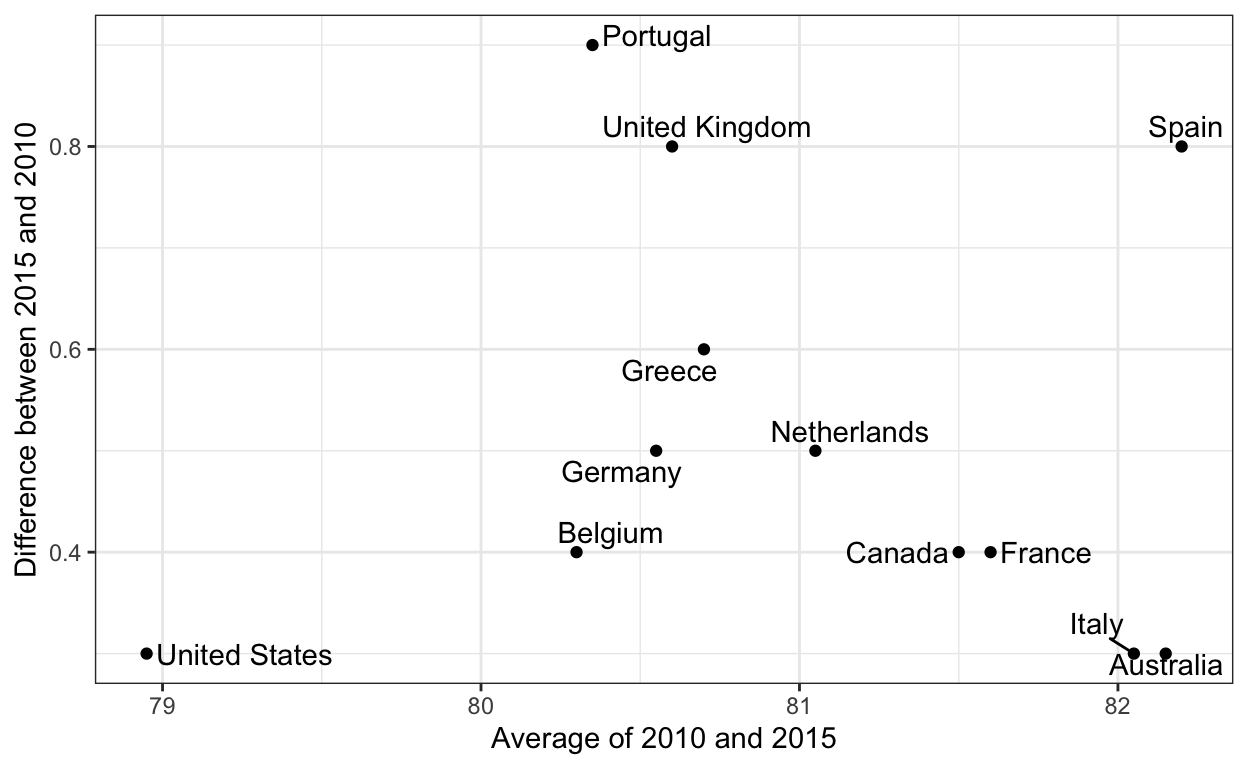 Portugal
United Kingdom
Spain
0.8
Difference between 2015 and 2010
0.6
Greece
Netherlands
Germany
Belgium
0.4
Canada
France
Italy
United States
Australia
79
80
81
82
Average of 2010 and 2015